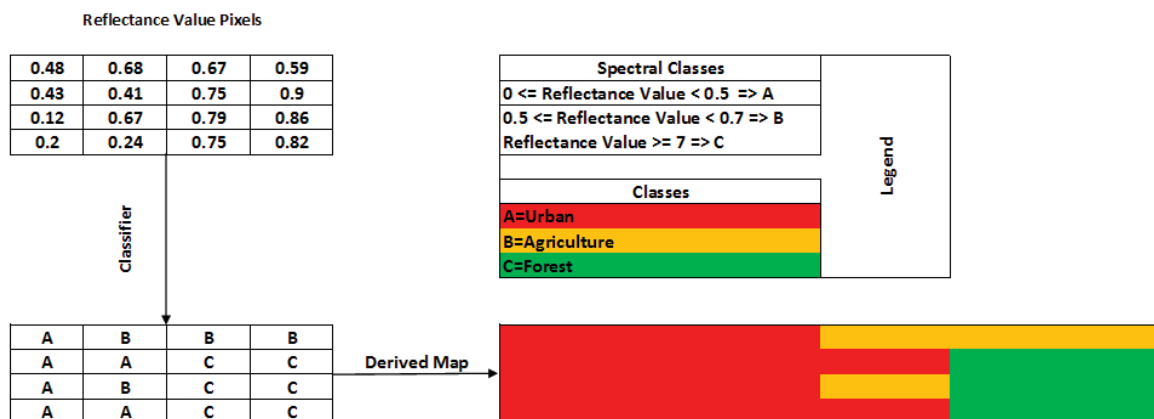 Reflectance Value Pixels
0.48 0.68 0.67 0.59
0.43 0.41 0.75 0.9
0.12 0.67 0.79 0.86
0.2 0.24 0.75 0.82
Spectral Classes
0 <= Reflectance Value < 0.5 => A
0.5 <= Reflectance Value < 0.7 => B
Reflectance Value >= 7 => C
Legend
Classes
A=Urban
B=Agriculture
C=Forest
Classifier
A B B B
A A C C
A B C C
A A C C
Derived Map